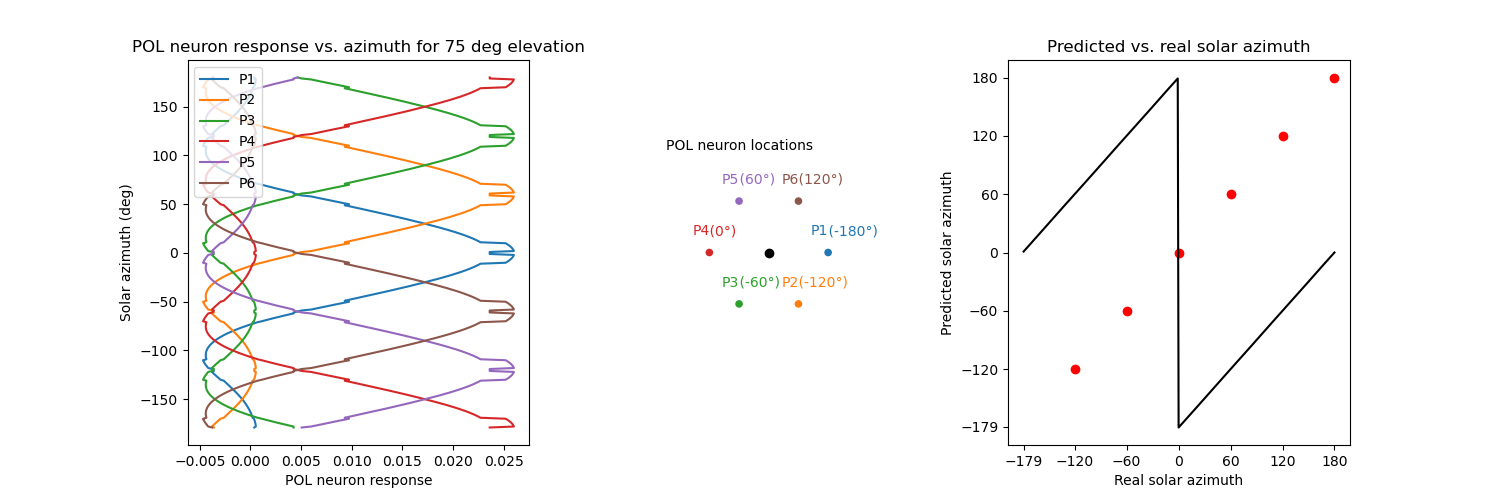 POL neuron response vs. azimuth for 75 deg elevation
P1
P2
P3
P4
P5
P6
150
100
50
0
−50
−100
−150
Solar azimuth (deg)
−0.005 0.000 0.005 0.010 0.015 0.020 0.025
POL neuron response
POL neuron locations
P5(60°) P6(120°)
P4(0°) P1(-180°)
P3(-60°) P2(-120°)
Predicted vs. real solar azimuth
180
120
60
0
−60
−120
−179
Predicted solar azimuth
−179 −120 −60 0 60 120 180
Real solar azimuth